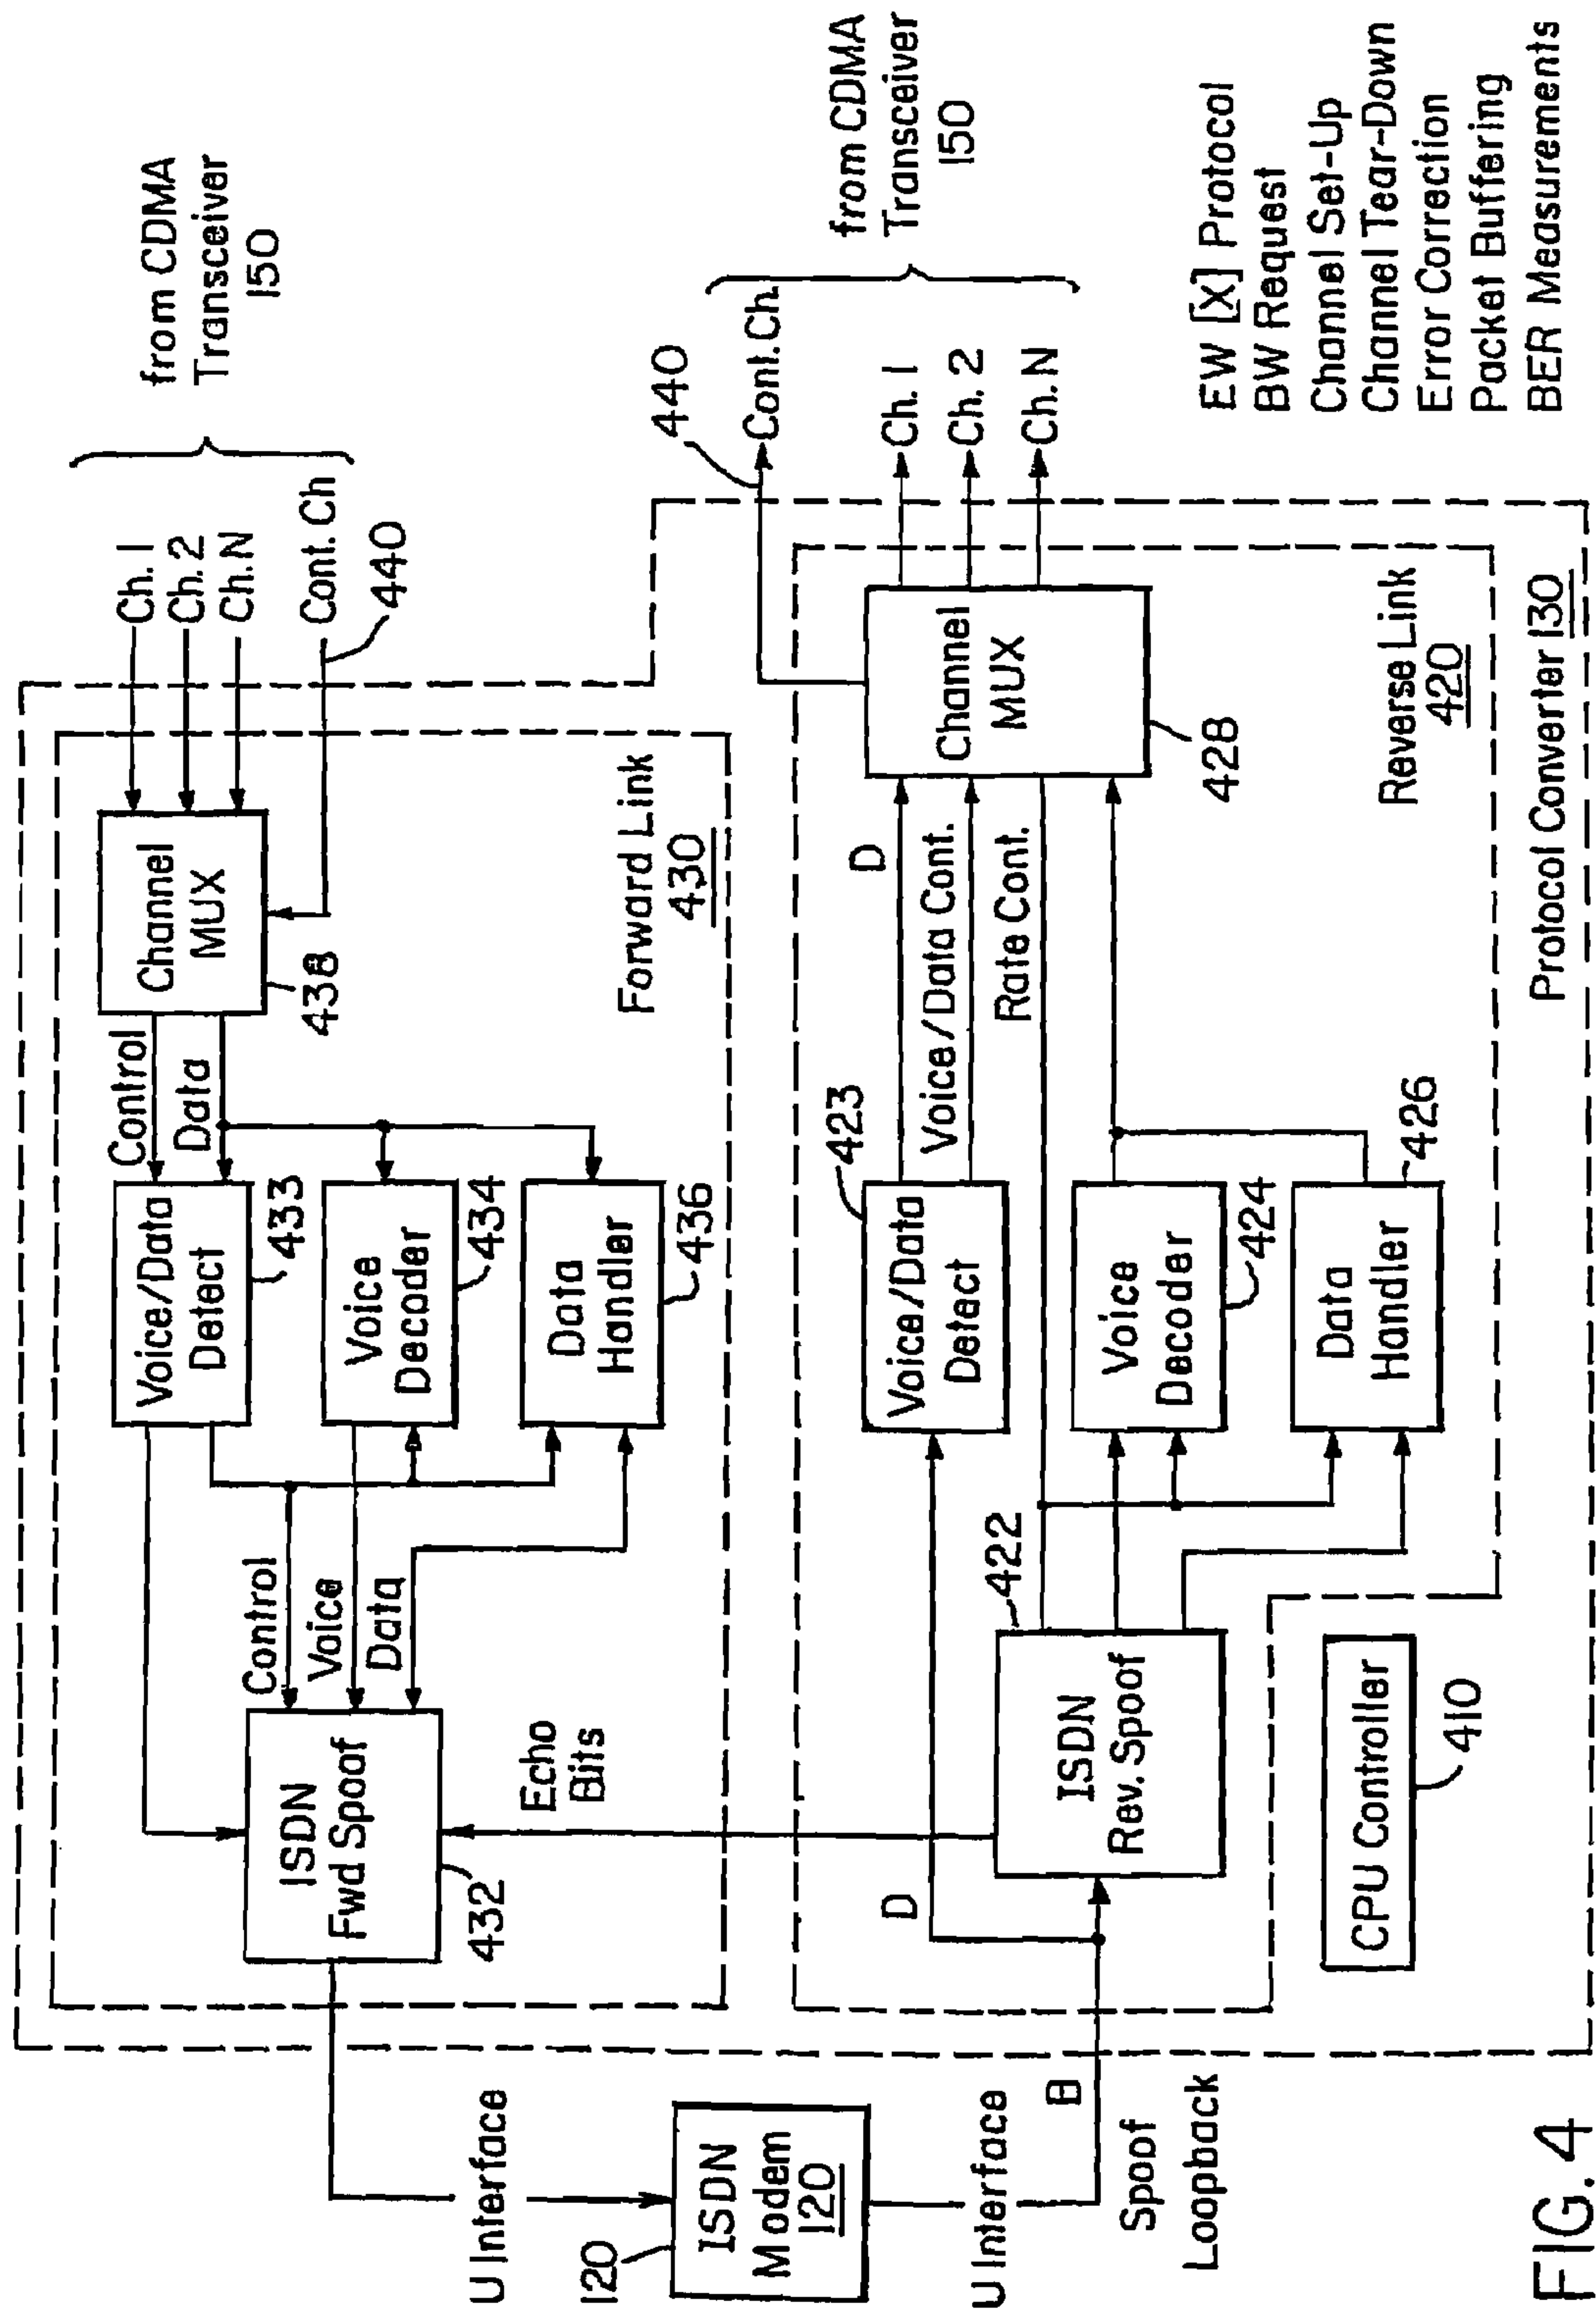 from CDMA
Transceiver
150
Ch. 1
Ch. 2
Ch. N
Cont. Ch
440
Channel
MUX
438
Control
Data
Voice/Data
Detect
433
Voice
Decoder
434
Data
Handler
436
Control
Voice
Data
ISDN
Fwd Spoof
432
Echo
Bits
Forward Link
430
U Interface
120
ISDN
Modem
120
U Interface
B
Spoof
Loopback
D
ISDN
Rev. Spoof
422
Voice/Data
Detect
423
Voice
Decoder
424
Data
Handler
426
D
Voice/Data Cont.
Rate Cont.
Channel
MUX
428
440
Cont. Ch.
Ch. 1
Ch. 2
Ch. N
from CDMA
Transceiver
150
Reverse Link
420
CPU Controller
410
Protocol Converter 130
EW [X] Protocol
BW Request
Channel Set-Up
Channel Tear-Down
Error Correction
Packet Buffering
BER Measurements
FIG. 4